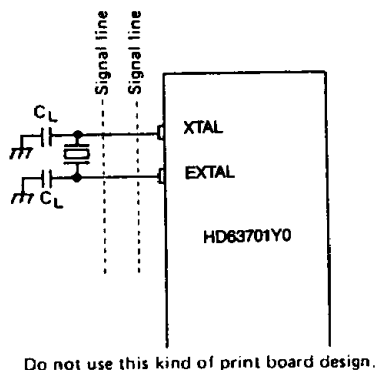 Signal line
Signal line
CL
XTAL
EXTAL
CL
HD63701Y0
Do not use this kind of print board design.